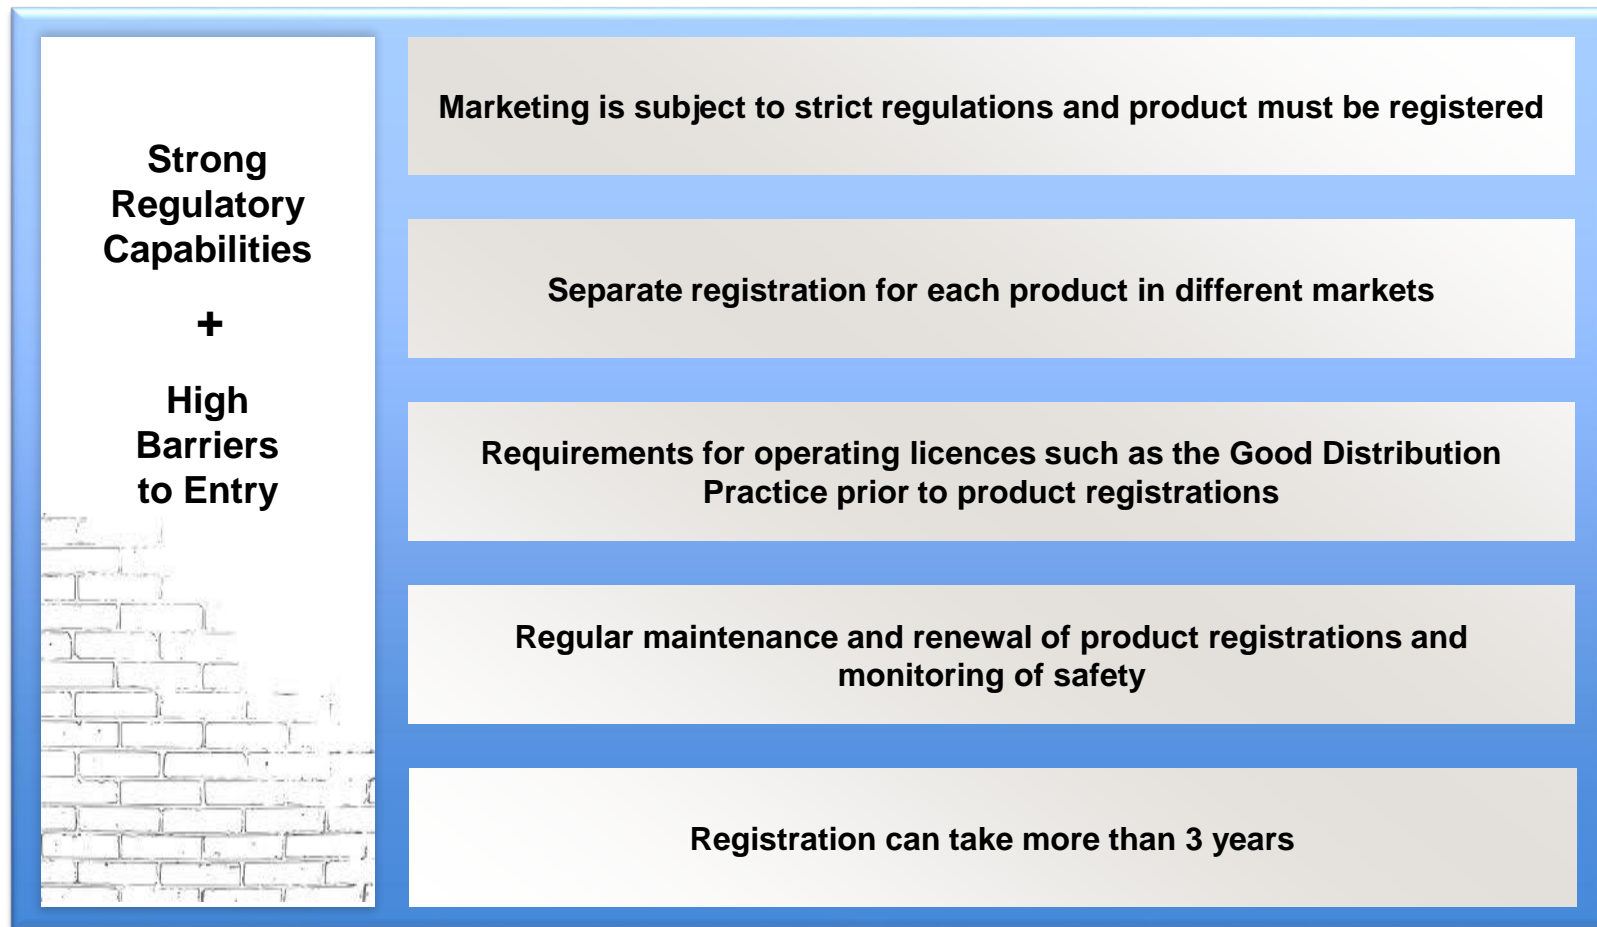 Strong
Regulatory
Capabilities
+
High
Barriers
to Entry
Marketing is subject to strict regulations and product must be registered
Separate registration for each product in different markets
Requirements for operating licences such as the Good Distribution
Practice prior to product registrations
Regular maintenance and renewal of product registrations and
monitoring of safety
Registration can take more than 3 years